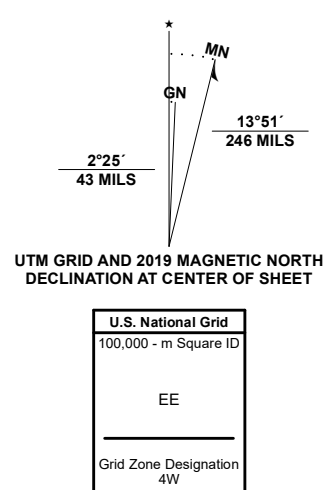 ★
MN
GN
13°51´
246 MILS
2°25´
43 MILS
UTM GRID AND 2019 MAGNETIC NORTH
DECLINATION AT CENTER OF SHEET
U.S. National Grid
100,000 - m Square ID
EE
Grid Zone Designation
4W